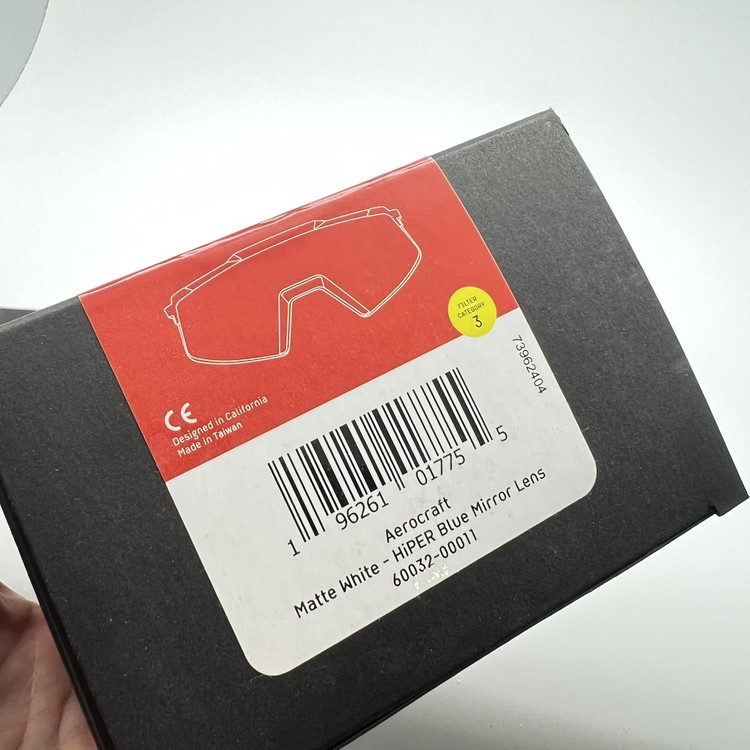 FILTER
CATEGORY
3
73962404
CE
Designed in California
Made in Taiwan
1 96261 01775 5
Aerocraft
Matte White - HiPER Blue Mirror Lens
60032-00011